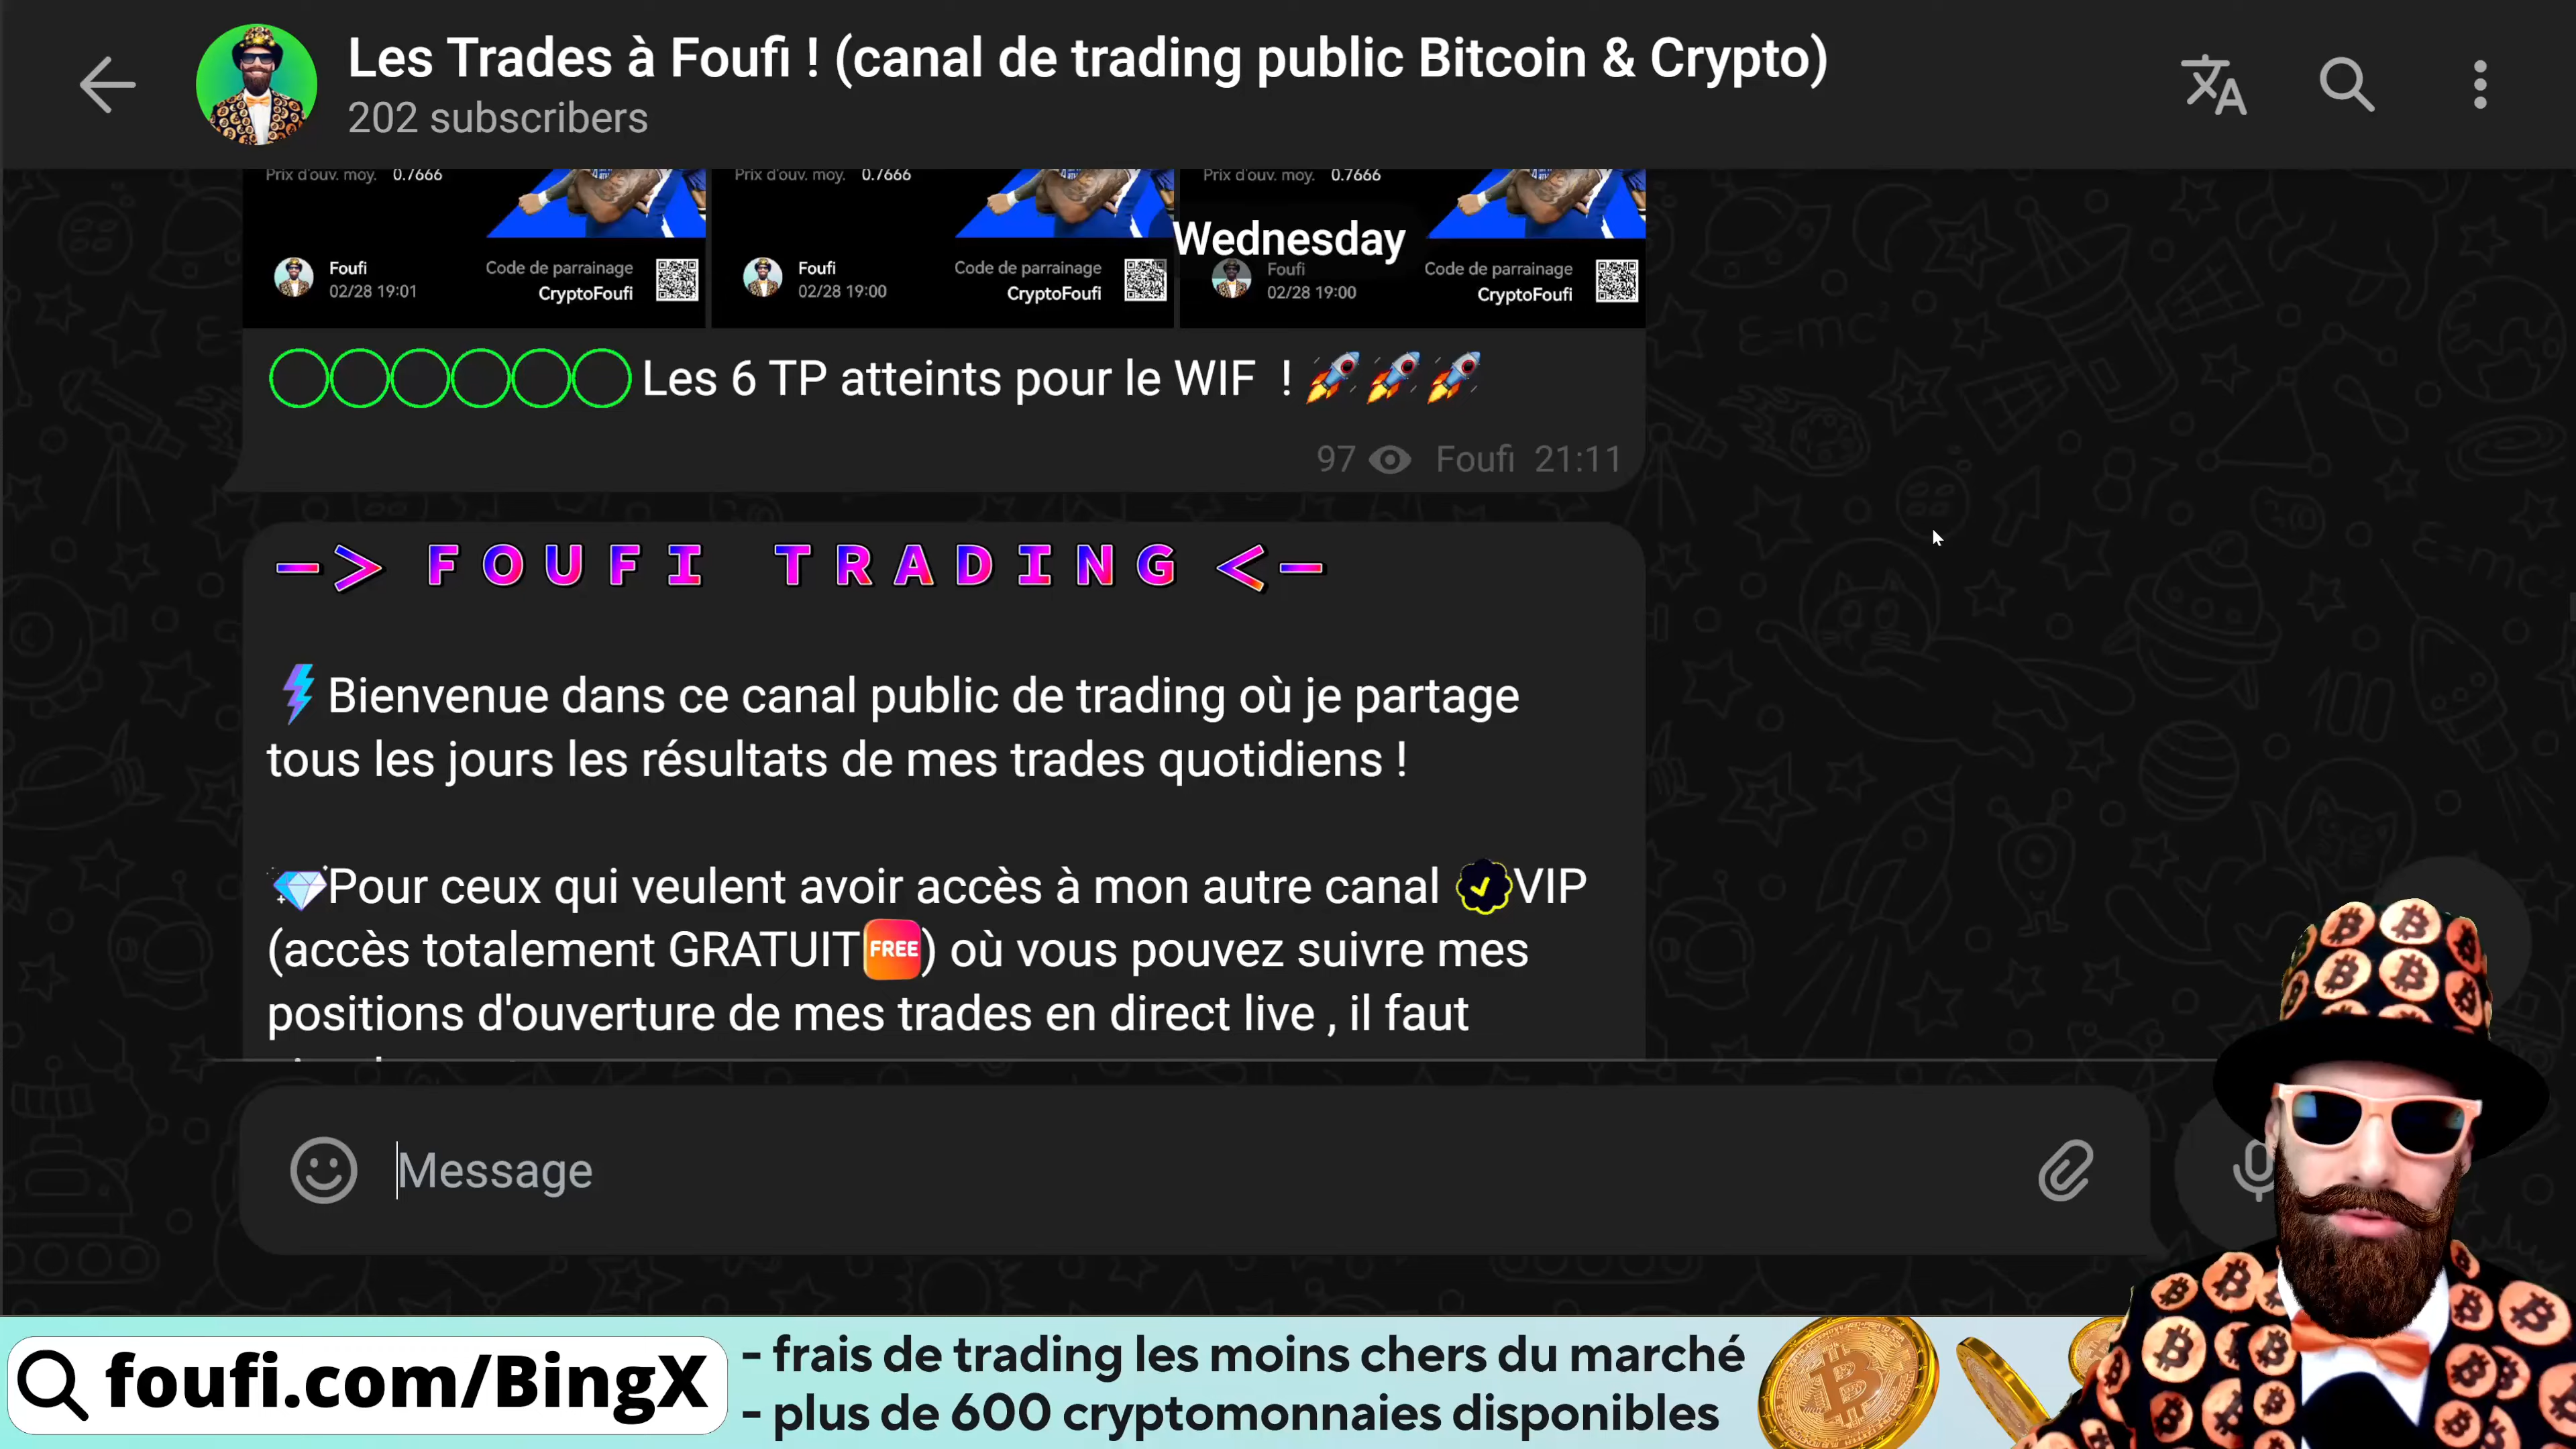 Les Trades à Foufi ! (canal de trading public Bitcoin & Crypto)
202 subscribers
Prix d'ouv. moy. 0.7666
Prix d'ouv. moy. 0.7666
Prix d'ouv. moy. 0.7666
Wednesday
Foufi
02/28 19:01
Code de parrainage
CryptoFoufi
Foufi
02/28 19:00
Code de parrainage
CryptoFoufi
Foufi
02/28 19:00
Code de parrainage
CryptoFoufi
Les 6 TP atteints pour le WIF ! 🚀🚀🚀
97 Foufi 21:11
—> FOUFI TRADING <—
⚡Bienvenue dans ce canal public de trading où je partage
tous les jours les résultats de mes trades quotidiens !
💎Pour ceux qui veulent avoir accès à mon autre canal VIP
(accès totalement GRATUIT FREE) où vous pouvez suivre mes
positions d'ouverture de mes trades en direct live , il faut
Message
foufi.com/BingX
- frais de trading les moins chers du marché
- plus de 600 cryptomonnaies disponibles